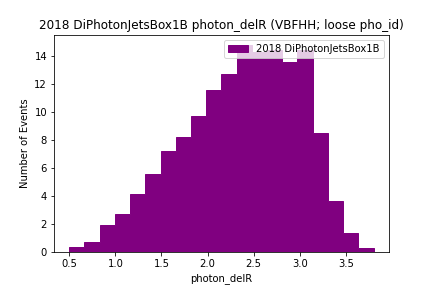 2018 DiPhotonJetsBox1B photon_delR (VBFHH; loose pho_id)
2018 DiPhotonJetsBox1B
Number of Events
14
12
10
8
6
4
2
0
0.5 1.0 1.5 2.0 2.5 3.0 3.5
photon_delR